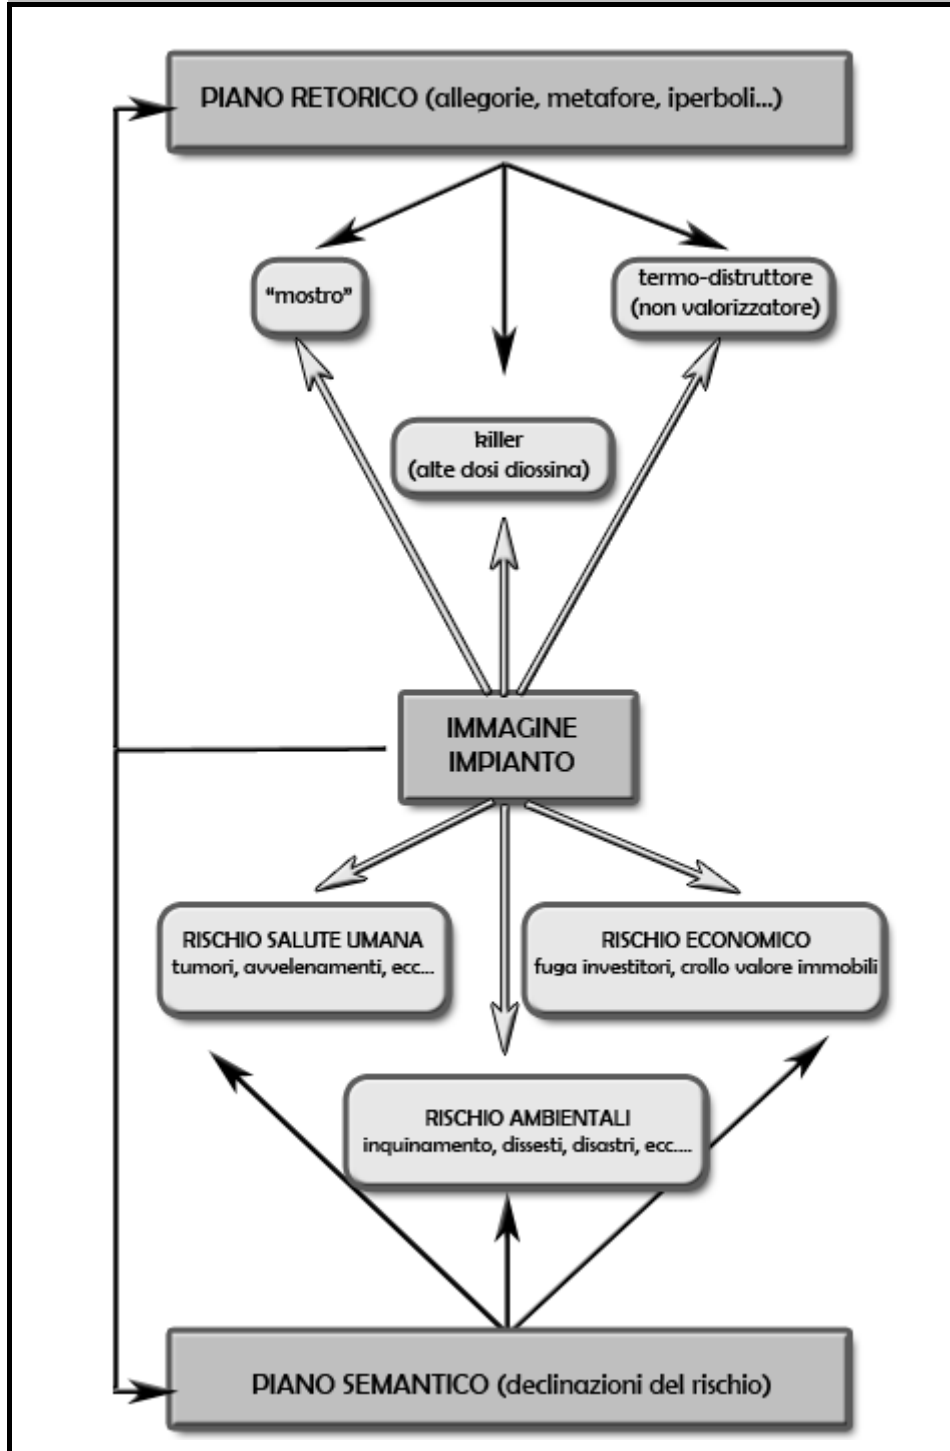 PIANO RETORICO (allegorie, metafore, iperboli...)
“mostro”
termo-distruttore
(non valorizzatore)
killer
(alte dosi diossina)
IMMAGINE
IMPIANTO
RISCHIO SALUTE UMANA
tumori, avvelenamenti, ecc...
RISCHIO ECONOMICO
fuga investitori, crollo valore immobili
RISCHIO AMBIENTALI
inquinamento, dissesti, disastri, ecc....
PIANO SEMANTICO (declinazioni del rischio)